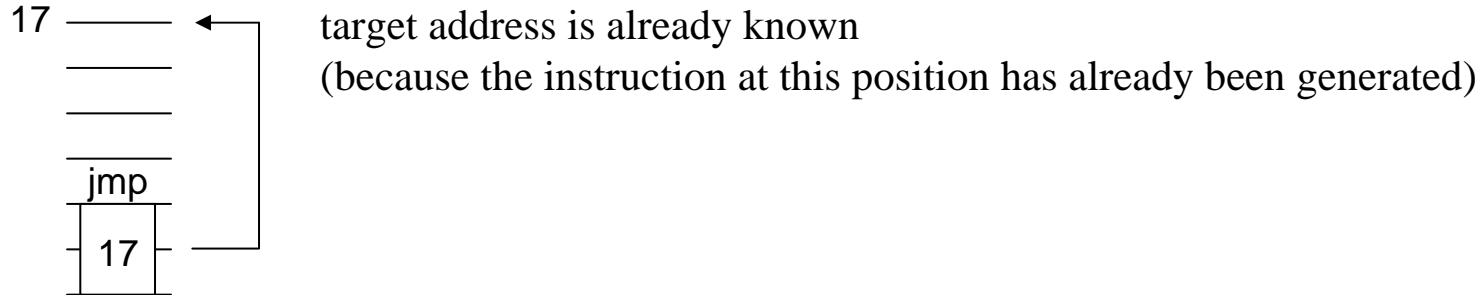 17 target address is already known
(because the instruction at this position has already been generated)
jmp
17